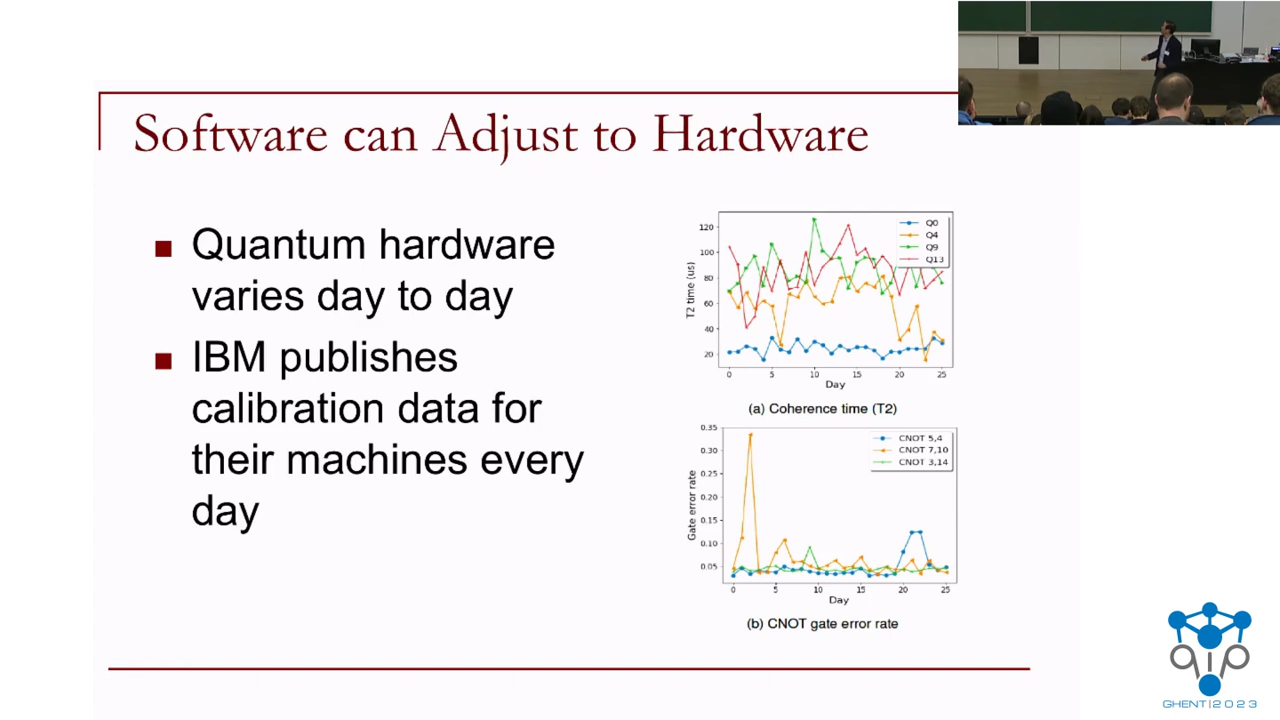 Software can Adjust to Hardware
Quantum hardware
varies day to day
IBM publishes
calibration data for
their machines every
day
Q0
Q4
Q9
Q13
120
100
80
60
40
20
T2 time (us)
0 5 10 15 20 25
Day
(a) Coherence time (T2)
CNOT 5,4
CNOT 7,10
CNOT 3,14
0.35
0.30
0.25
0.20
0.15
0.10
0.05
Gate error rate
0 5 10 15 20 25
Day
(b) CNOT gate error rate
qip
GHENT|2023